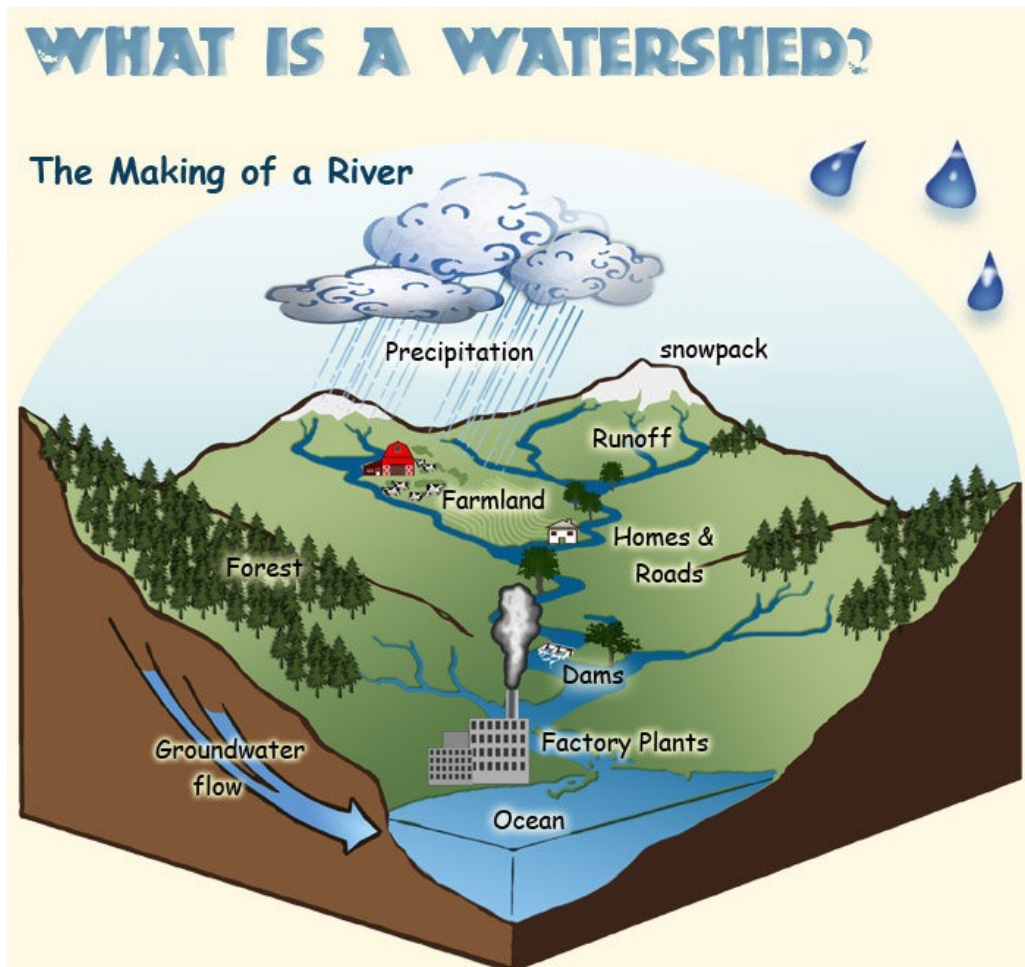 WHAT IS A WATERSHED?
The Making of a River
Precipitation
snowpack
Runoff
Farmland
Homes &
Roads
Forest
Dams
Groundwater
flow
Factory Plants
Ocean